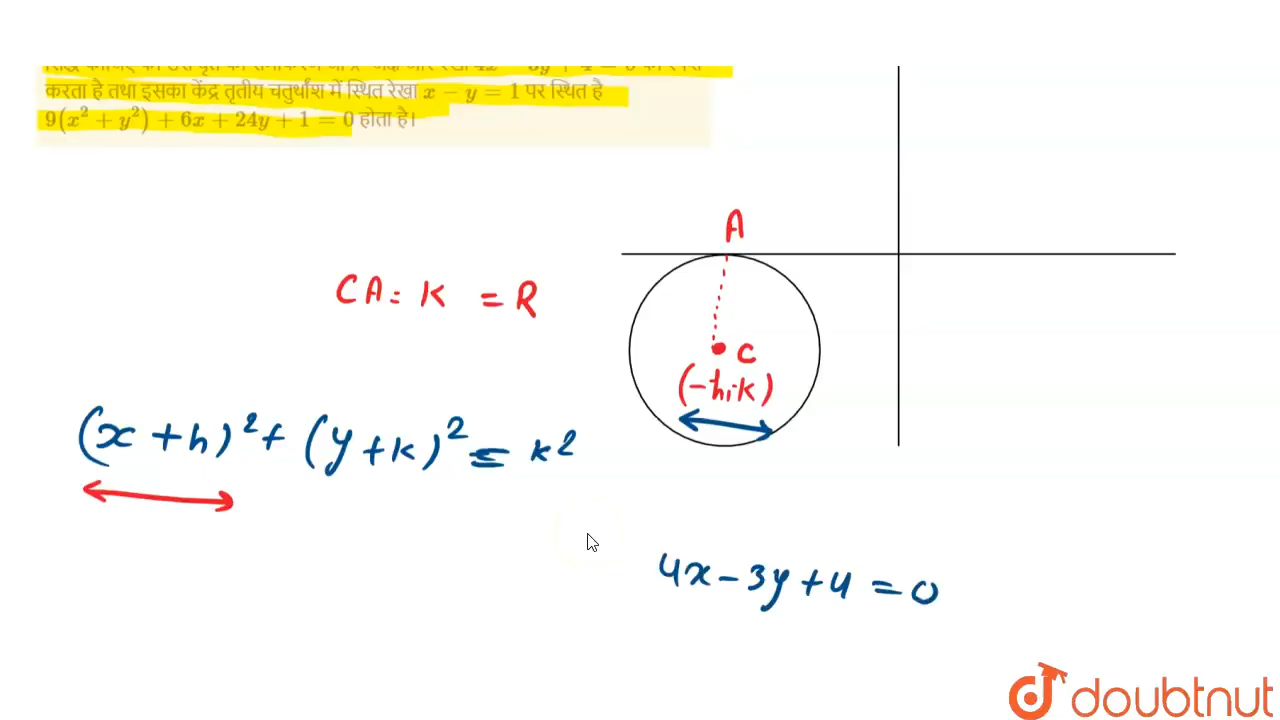 करता है तथा इसका केंद्र तृतीय चतुर्थांश में स्थित रेखा x − y = 1 पर स्थित है
9(x² + y²) + 6x + 24y + 1 = 0 होता है।
A
CA = K = R
C
(-h,-k)
(x + h)² + (y + k)² = k²
4x - 3y + 4 = 0
doubtnut